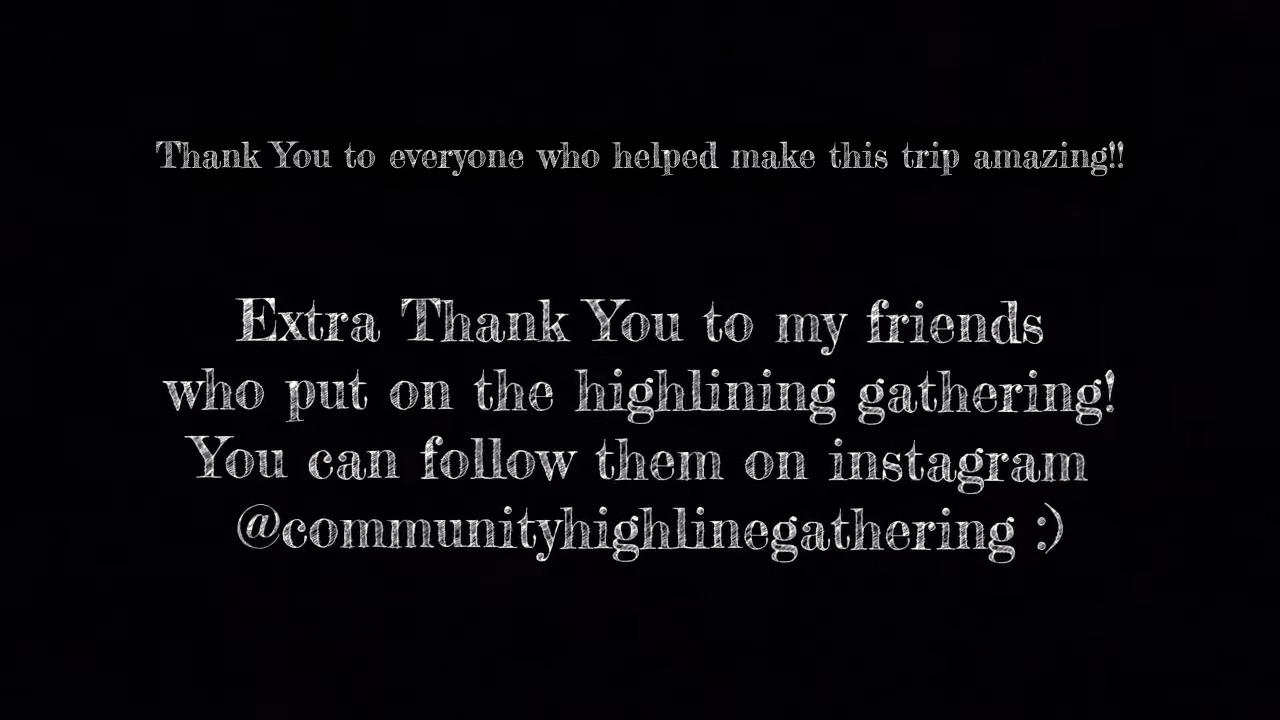 Thank You to everyone who helped make this trip amazing!!
Extra Thank You to my friends
who put on the highlining gathering!
You can follow them on instagram
@communityhighlinegathering :)